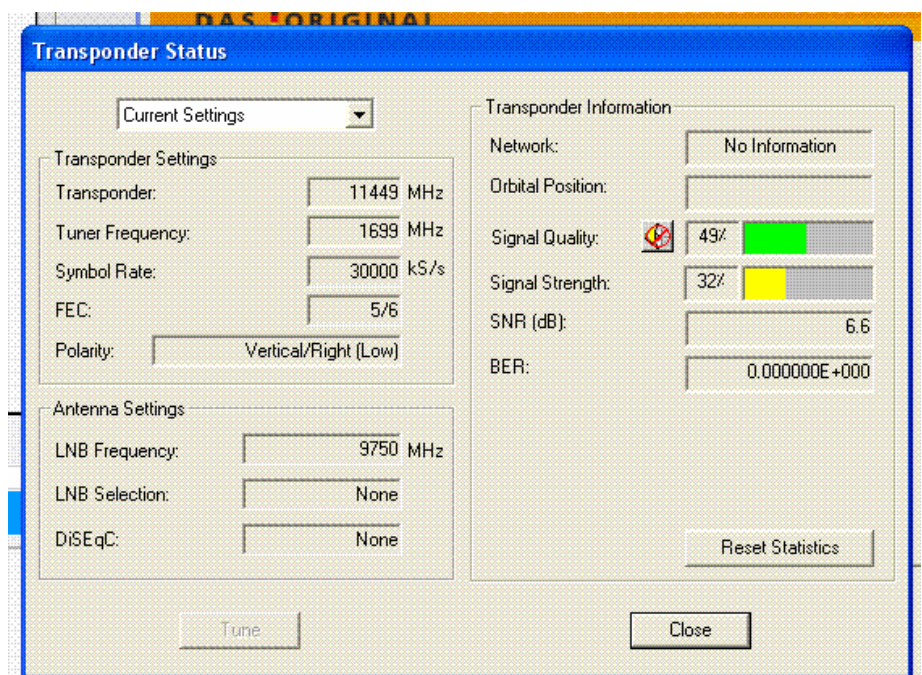 DAS ORIGINAL
Transponder Status
Current Settings
Transponder Settings
Transponder: 11449 MHz
Tuner Frequency: 1699 MHz
Symbol Rate: 30000 kS/s
FEC: 5/6
Polarity: Vertical/Right (Low)
Antenna Settings
LNB Frequency: 9750 MHz
LNB Selection: None
DiSEqC: None
Tune
Transponder Information
Network: No Information
Orbital Position:
Signal Quality: 49%
Signal Strength: 32%
SNR (dB): 6.6
BER: 0.000000E+000
Reset Statistics
Close